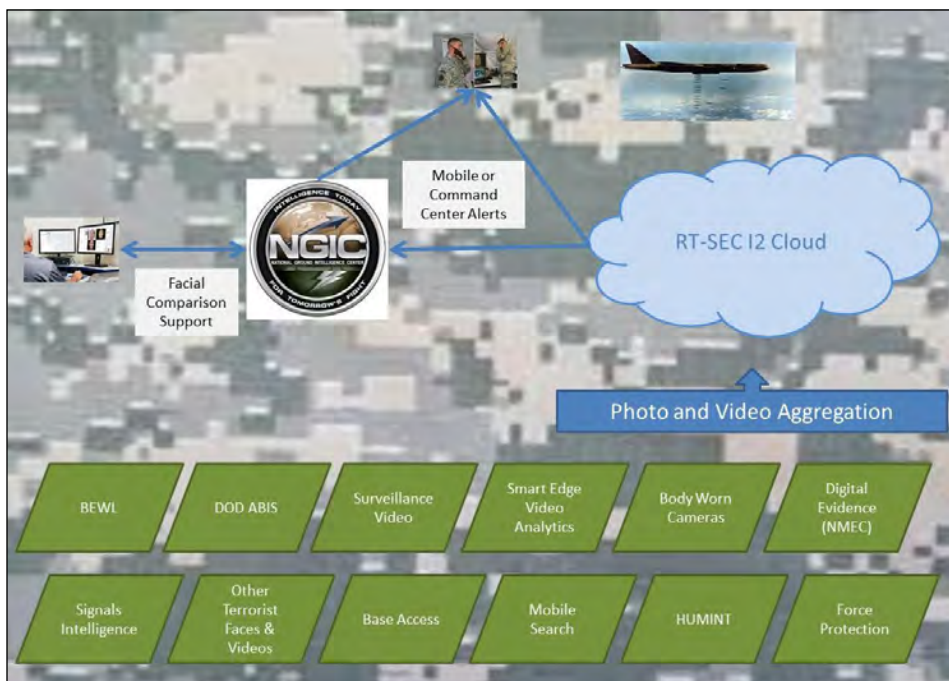 Mobile or
Command
Center Alerts
RT-SEC I2 Cloud
INTELLIGENCE TODAY
NGIC
NATIONAL GROUND INTELLIGENCE CENTER
FOR TOMORROW'S FIGHT
Facial
Comparison
Support
Photo and Video Aggregation
BEWL
DOD ABIS
Surveillance
Video
Smart Edge
Video
Analytics
Body Worn
Cameras
Digital
Evidence
(NMEC)
Signals
Intelligence
Other
Terrorist
Faces &
Videos
Base Access
Mobile
Search
HUMINT
Force
Protection